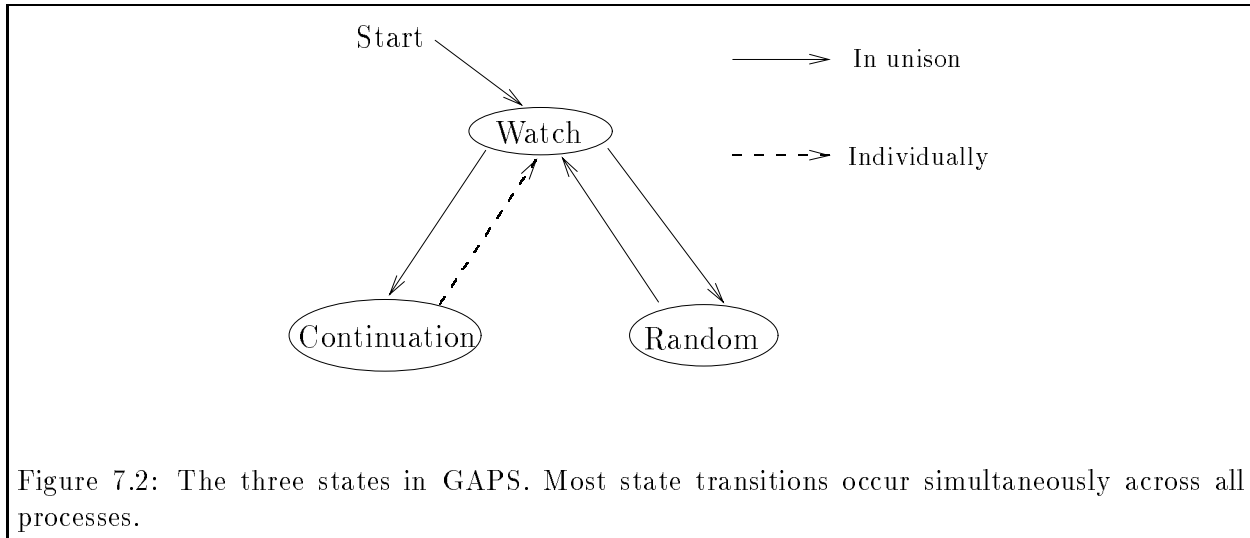 Start
In unison
Watch
Individually
Continuation
Random
Figure 7.2: The three states in GAPS. Most state transitions occur simultaneously across all
processes.